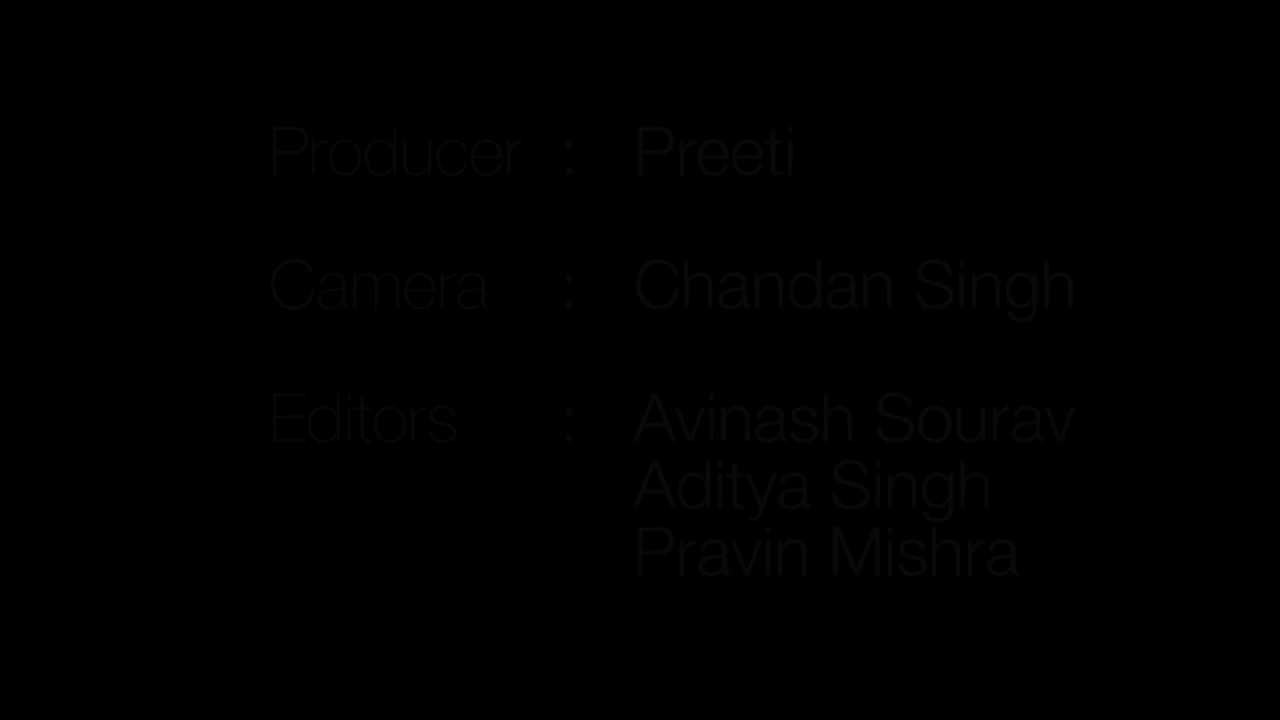 Producer : Preeti
Camera : Chandan Singh
Editors : Avinash Sourav
Aditya Singh
Pravin Mishra